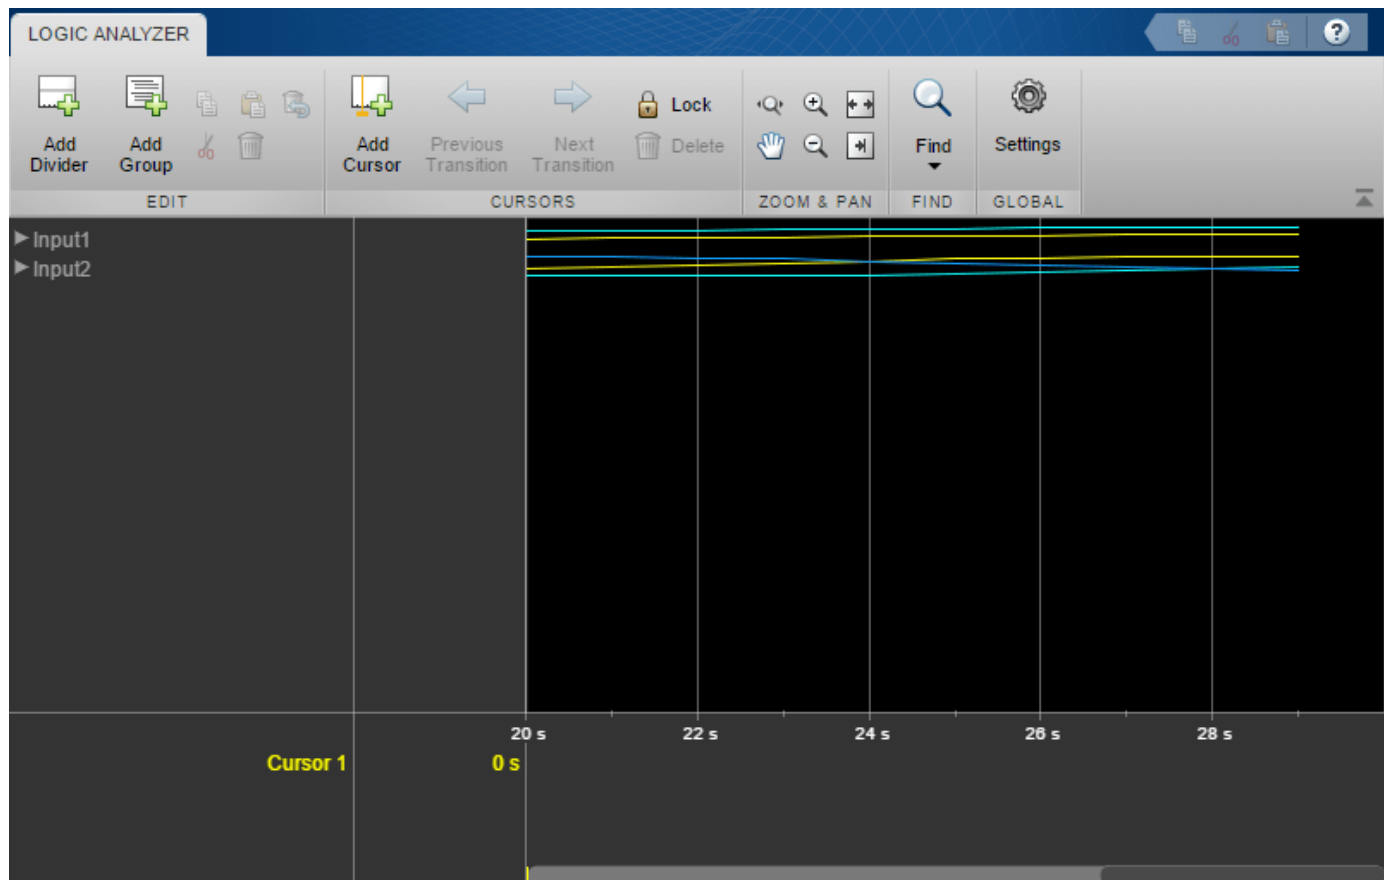 LOGIC ANALYZER
?
Add Divider
Add Group
Add Cursor
Previous Transition
Next Transition
Lock
Delete
Find
Settings
EDIT
CURSORS
ZOOM & PAN
FIND
GLOBAL
Input1
Input2
20 s 22 s 24 s 26 s 28 s
Cursor 1 0 s